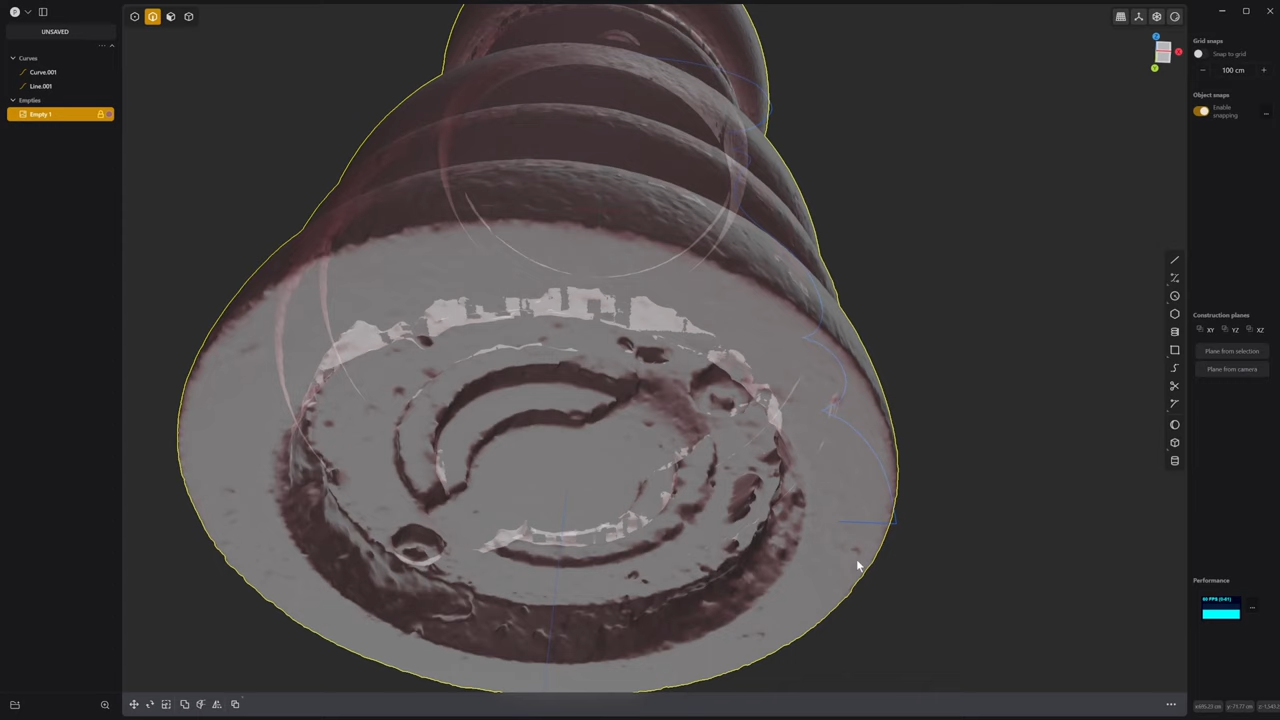 UNSAVED
Curves
Curve.001
Line.001
Empties
Empty 1
Grid snaps
Snap to grid
100 cm
Object snaps
Enable
snapping
Construction planes
XY
YZ
XZ
Plane from selection
Plane from camera
Performance